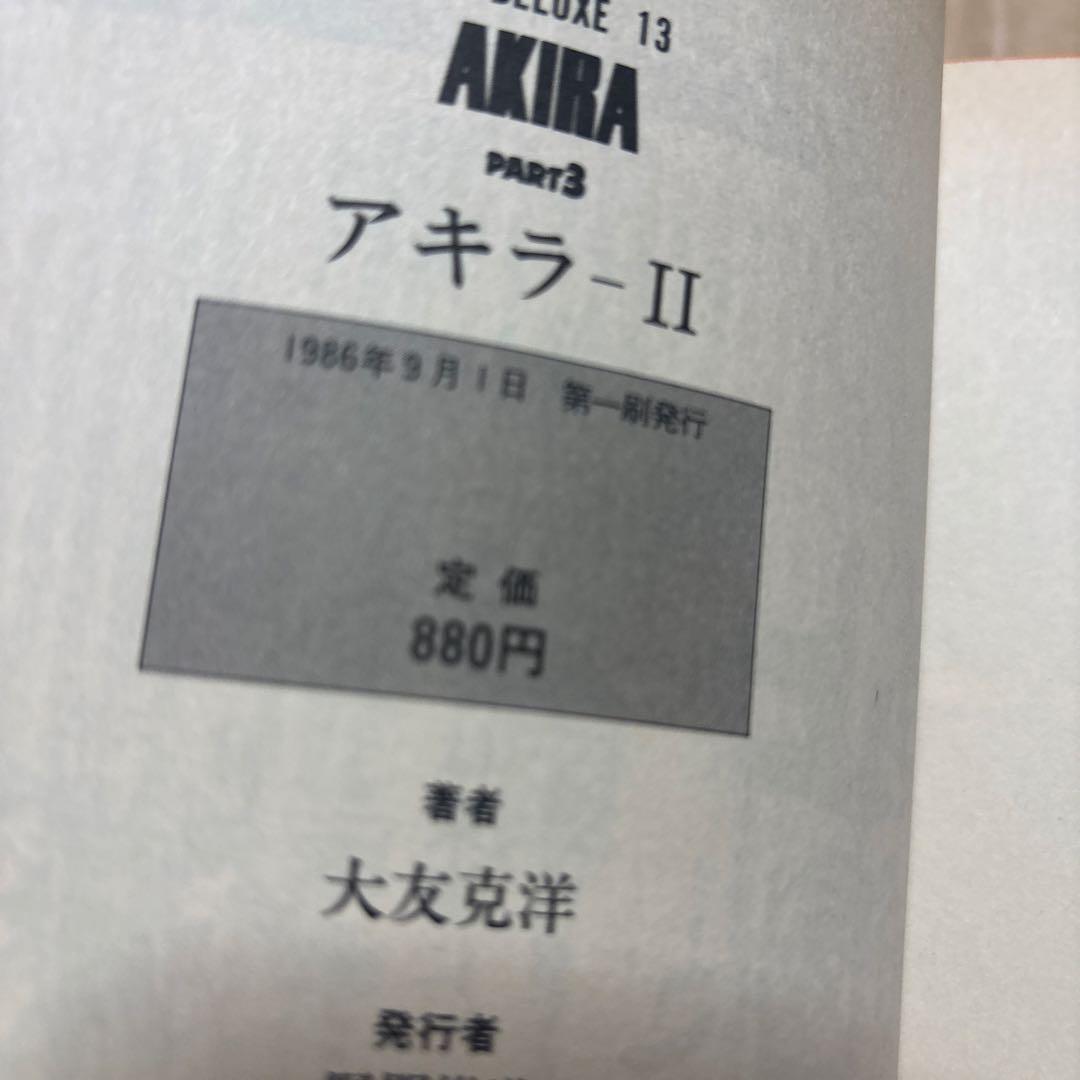 DELUXE 13
AKIRA
PART3
アキラ-II
1986年9月1日 第一刷発行
定価
880円
著者
大友克洋
発行者